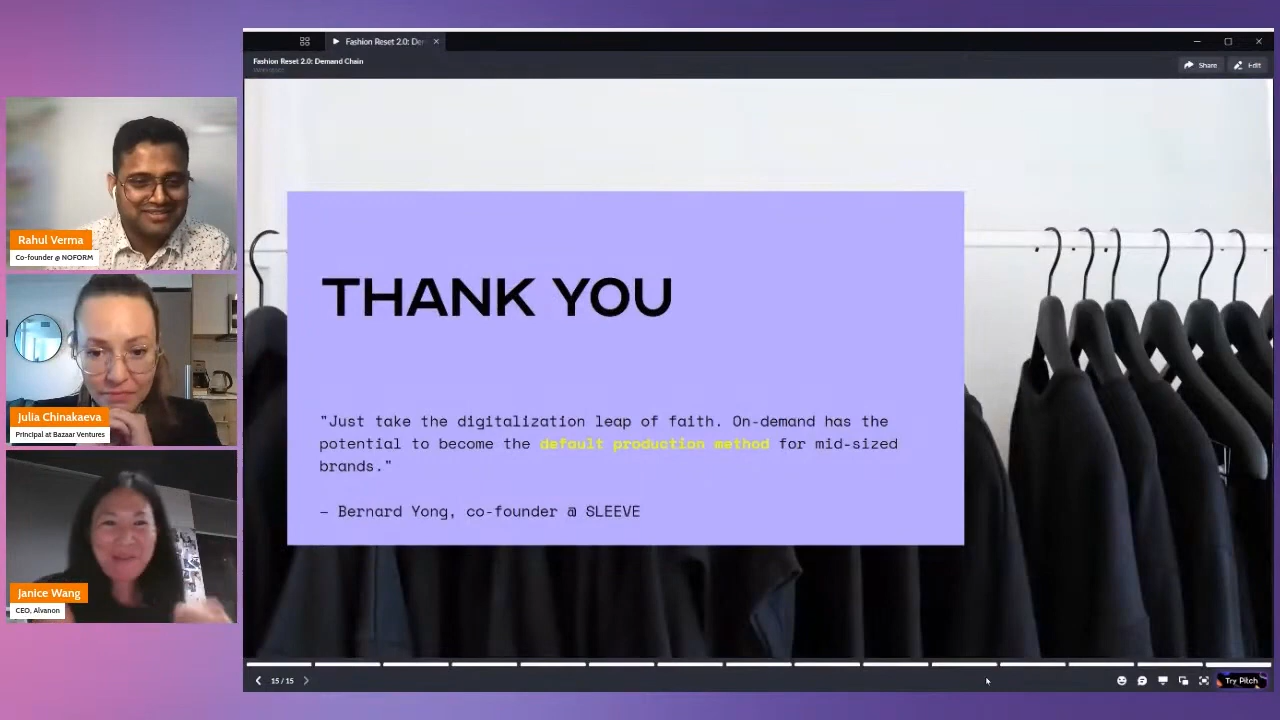 Fashion Reset 2.0: De
Fashion Reset 2.0: Demand Chain
Share
Edit
Rahul Verma
Co-founder @ NOFORM
Julia Chinakaeva
Principal at Bazaar Ventures
Janice Wang
CEO, Alvanon
THANK YOU
"Just take the digitalization leap of faith. On-demand has the
potential to become the default production method for mid-sized
brands."
— Bernard Yong, co-founder @ SLEEVE
15 / 15
Try Pitch